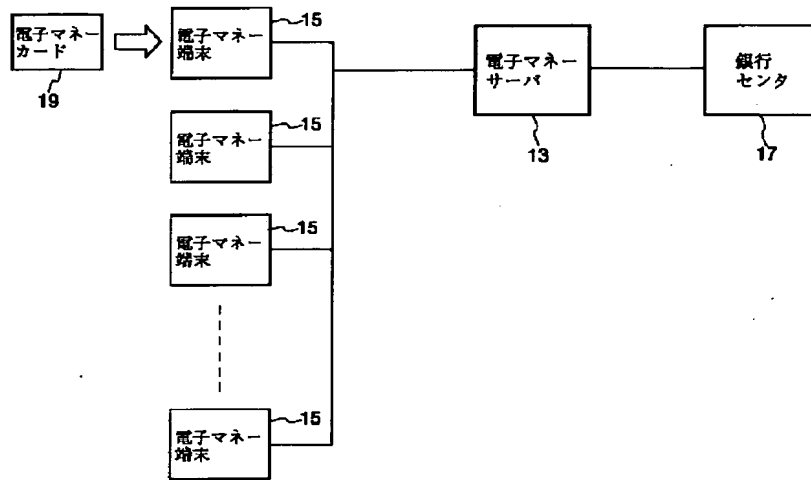 電子マネー
カード
19
15
電子マネー
端末
15
電子マネー
端末
15
電子マネー
端末
15
電子マネー
端末
電子マネー
サーバ
13
銀行
センタ
17